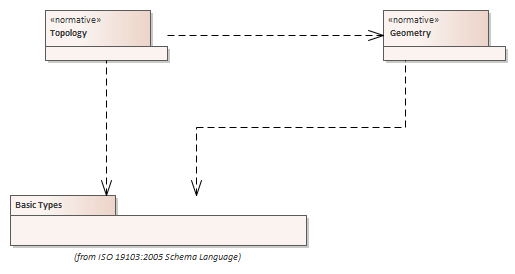 «normative»
Topology
«normative»
Geometry
Basic Types
(from ISO 19103:2005 Schema Language)